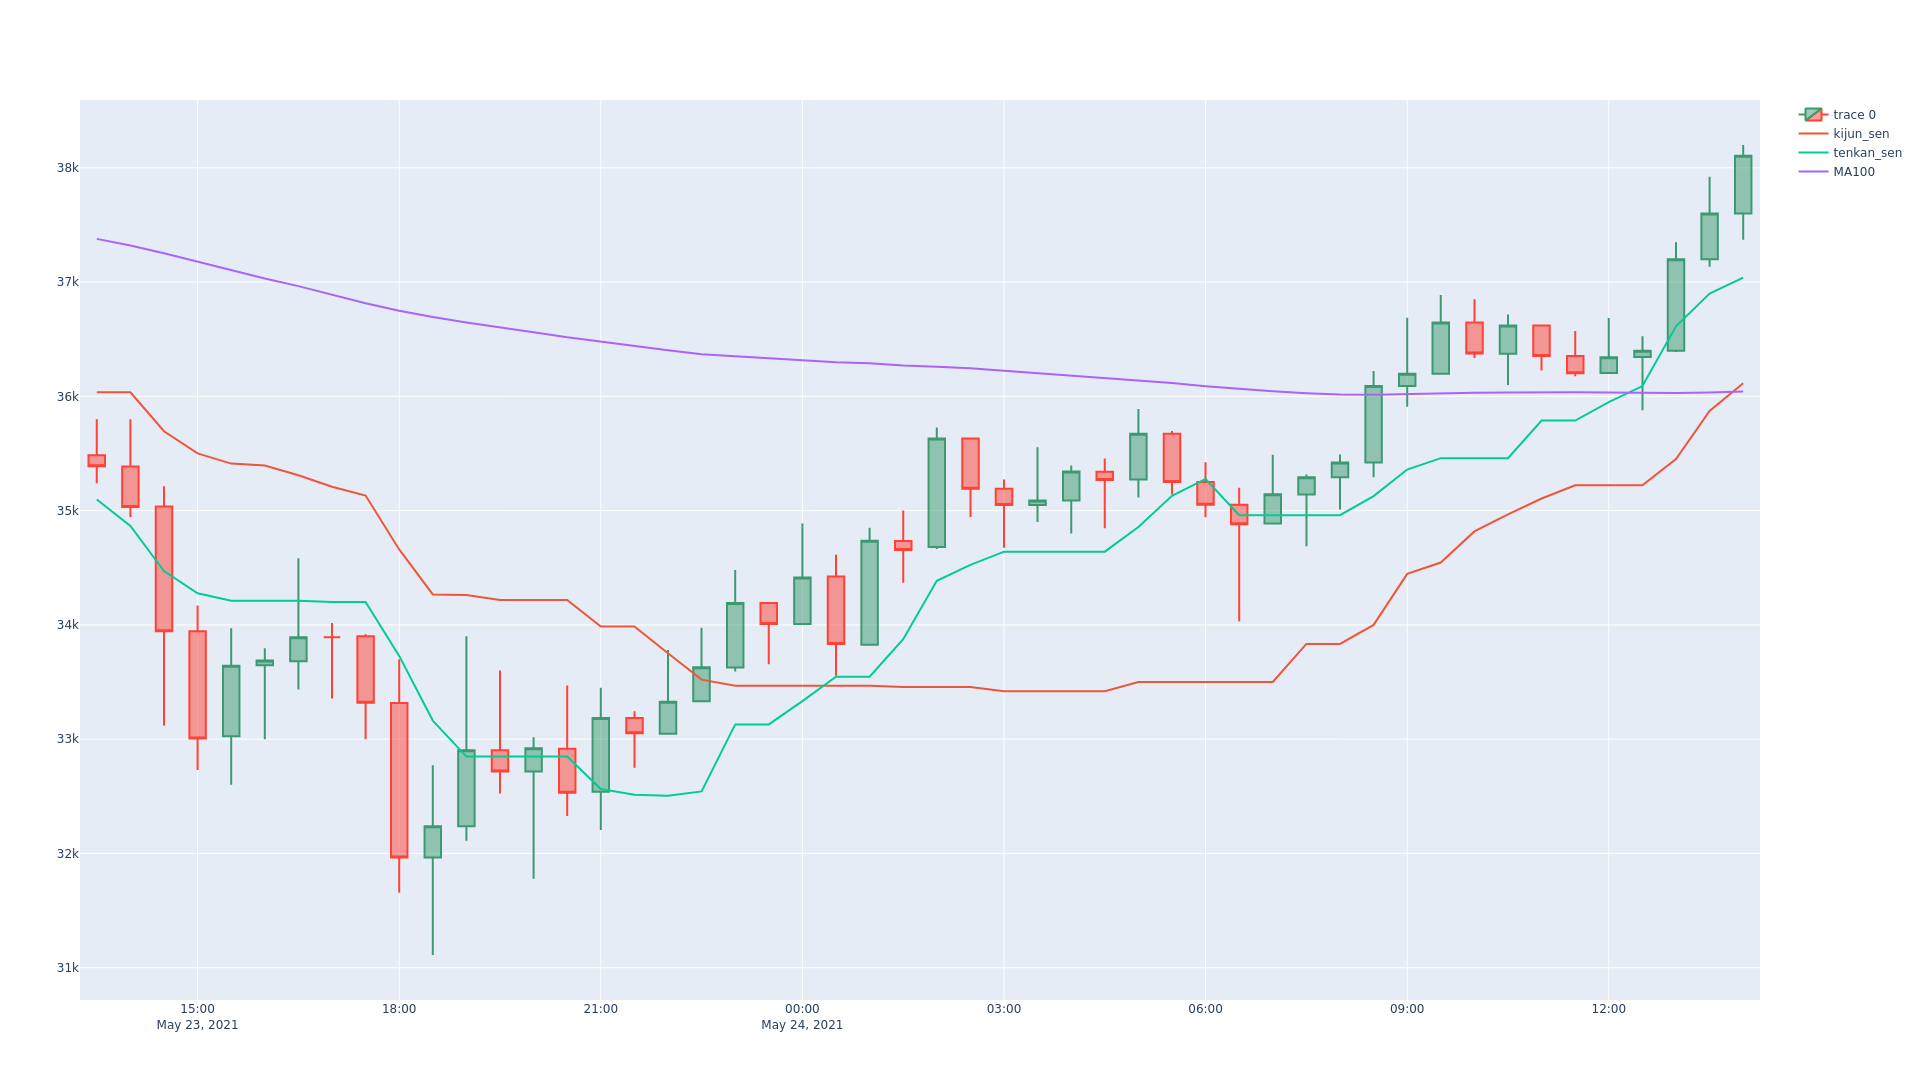 trace 0
kijun_sen
tenkan_sen
MA100
38k
37k
36k
35k
34k
33k
32k
31k
15:00 18:00 21:00 00:00 03:00 06:00 09:00 12:00
May 23, 2021 May 24, 2021